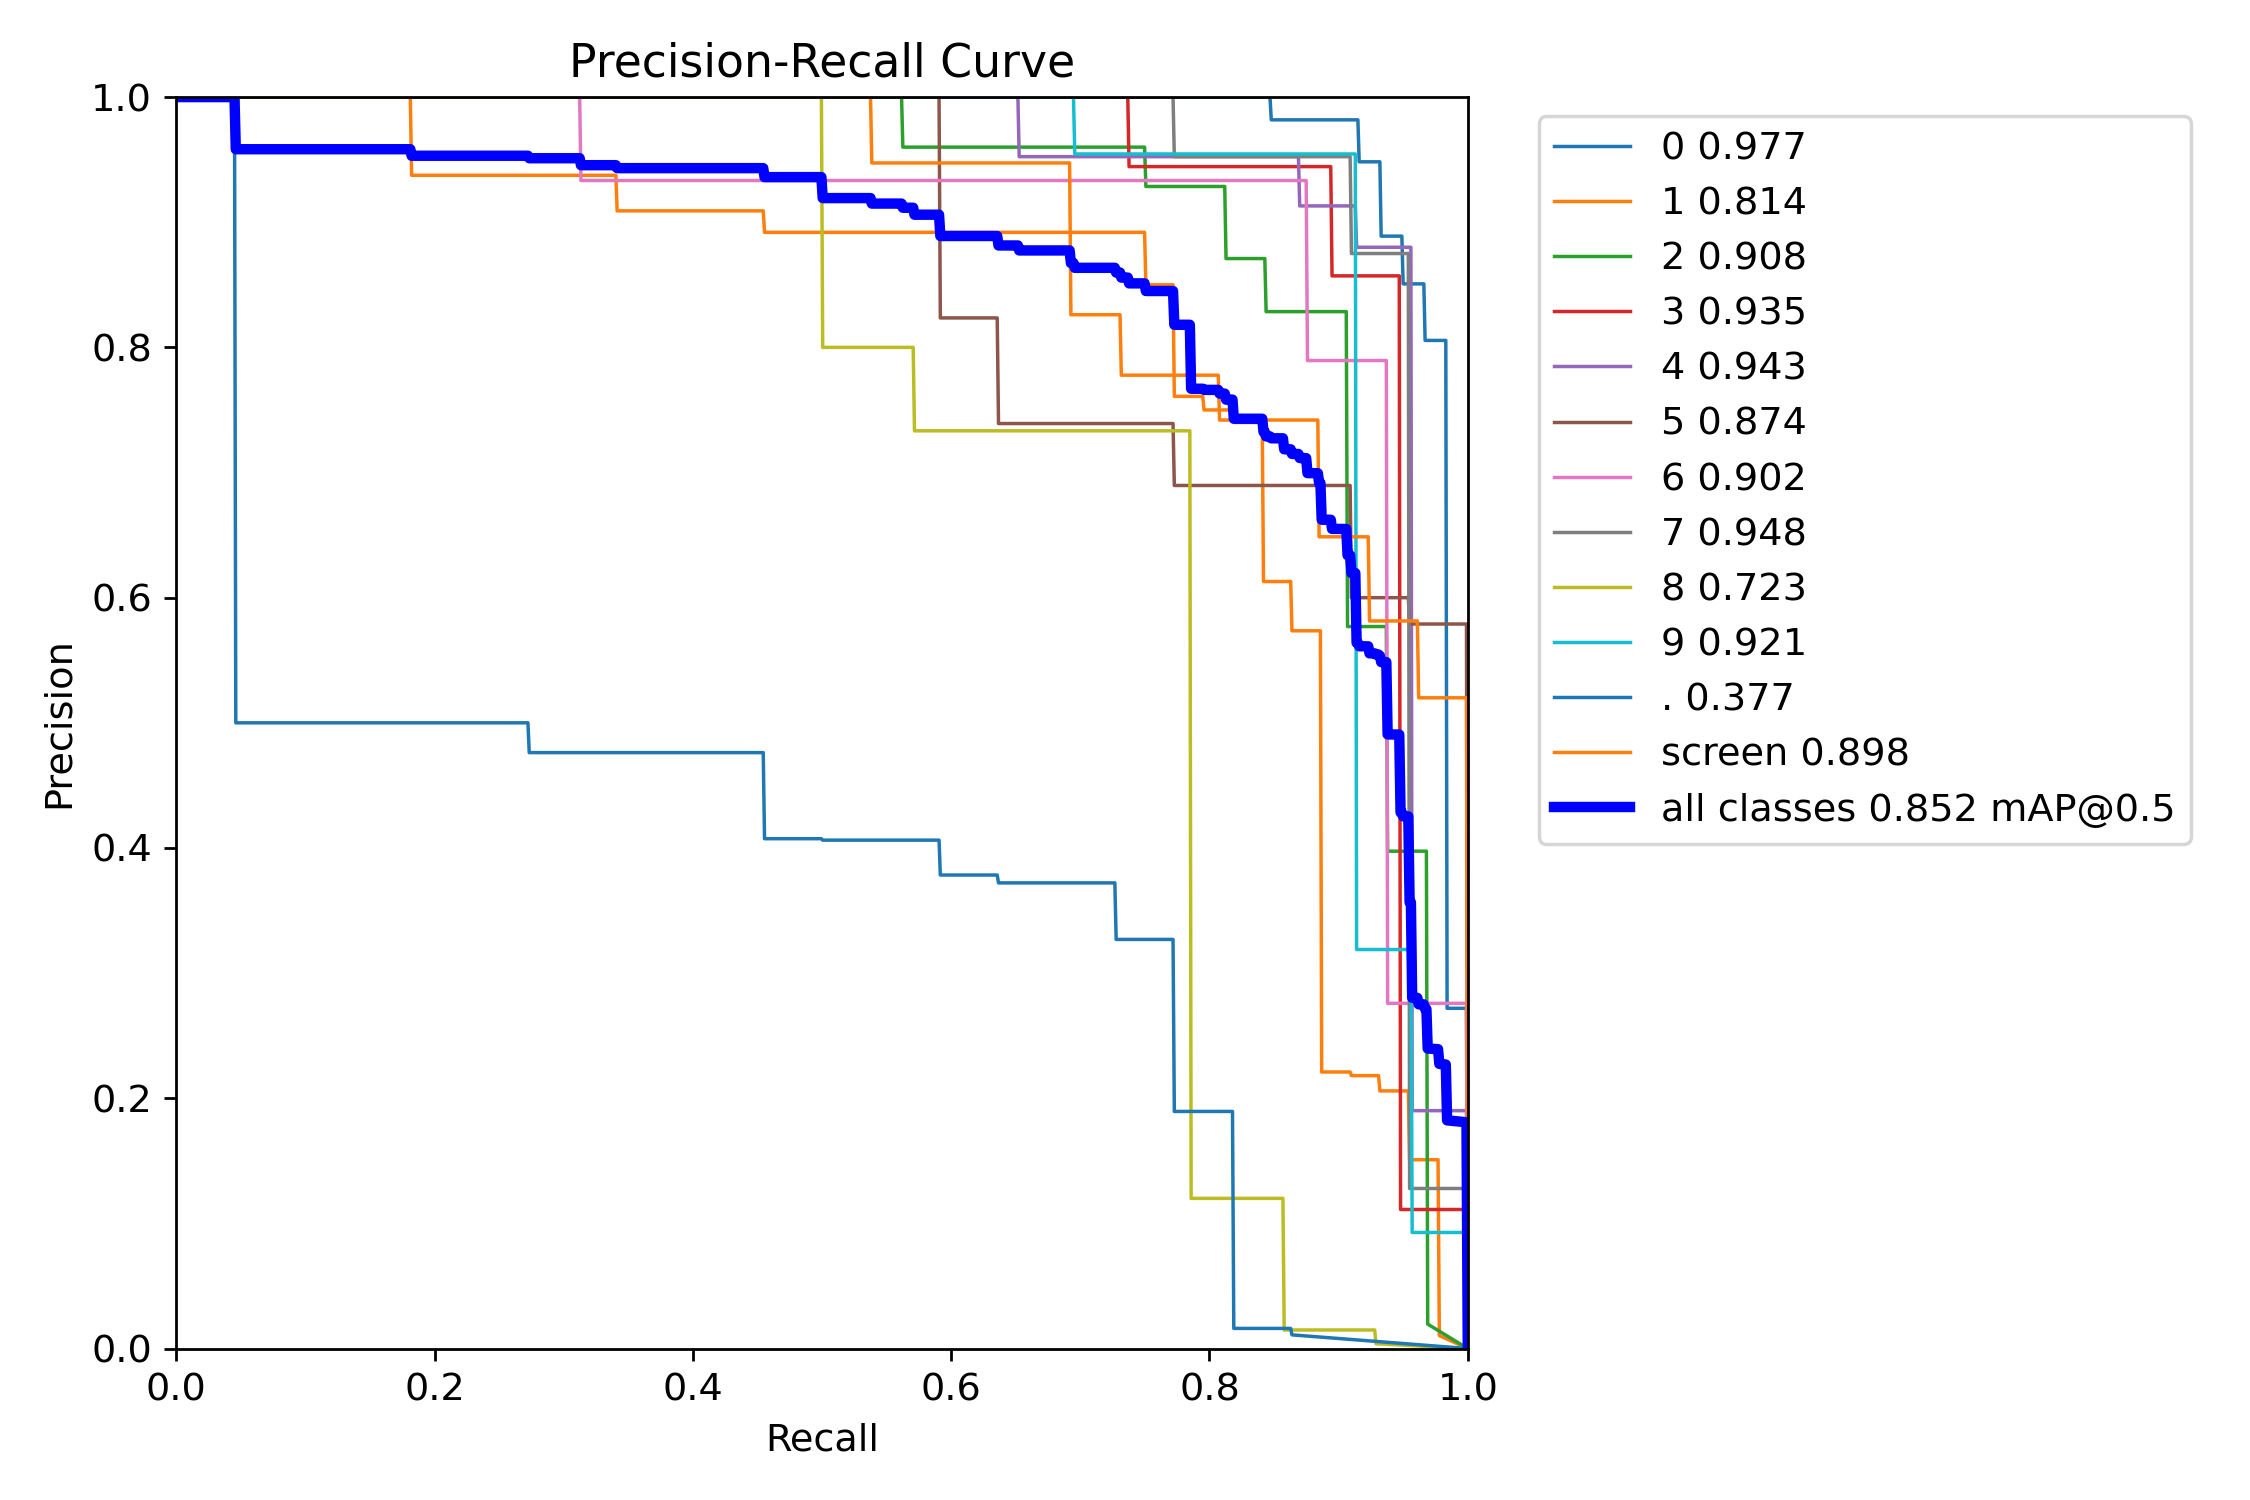 Precision-Recall Curve
1.0
0.8
0.6
0.4
0.2
0.0
Precision
0.0 0.2 0.4 0.6 0.8 1.0
Recall
0 0.977
1 0.814
2 0.908
3 0.935
4 0.943
5 0.874
6 0.902
7 0.948
8 0.723
9 0.921
. 0.377
screen 0.898
all classes 0.852 mAP@0.5